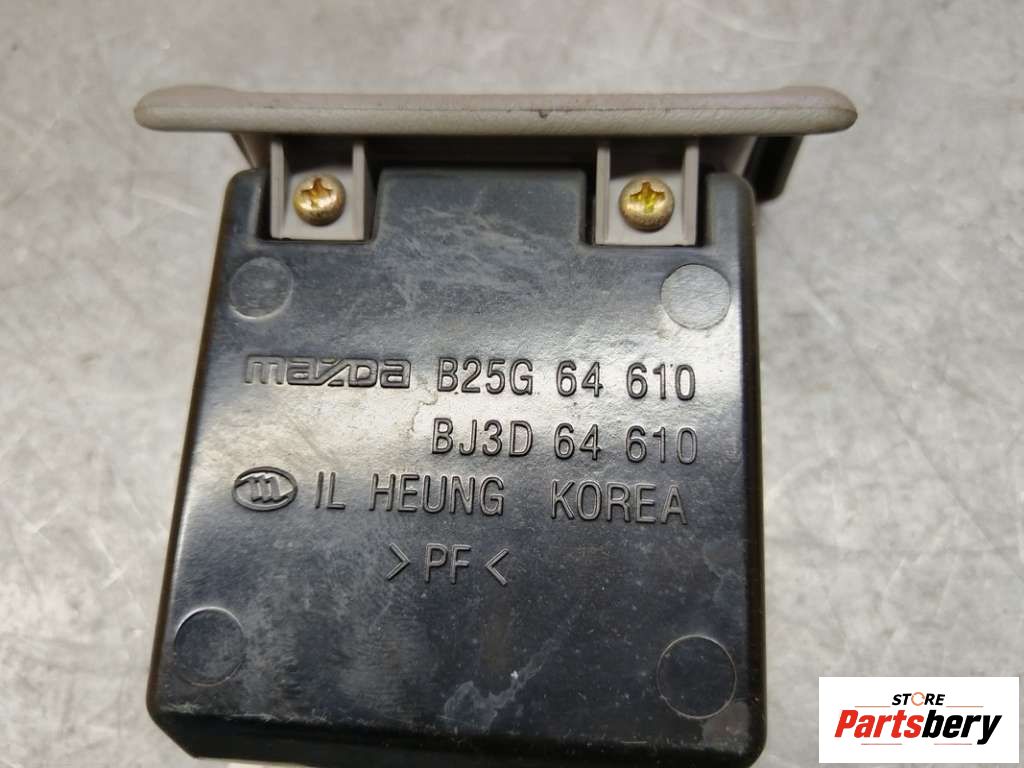 mazda B25G 64 610
BJ3D 64 610
IL HEUNG KOREA
>PF<
STORE
Partsbery